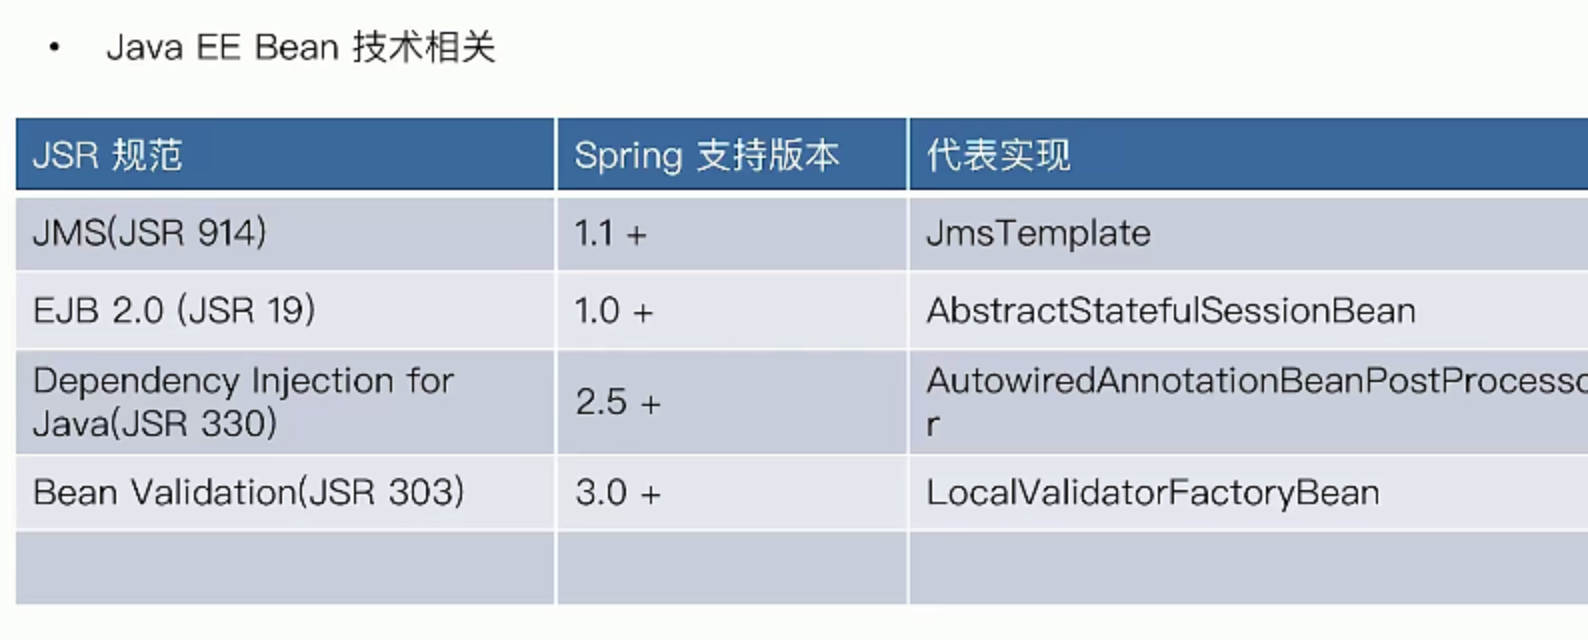 • Java EE Bean 技术相关
JSR 规范 Spring 支持版本 代表实现
JMS(JSR 914) 1.1 + JmsTemplate
EJB 2.0 (JSR 19) 1.0 + AbstractStatefulSessionBean
Dependency Injection for
Java(JSR 330) 2.5 + AutowiredAnnotationBeanPostProcesso
r
Bean Validation(JSR 303) 3.0 + LocalValidatorFactoryBean